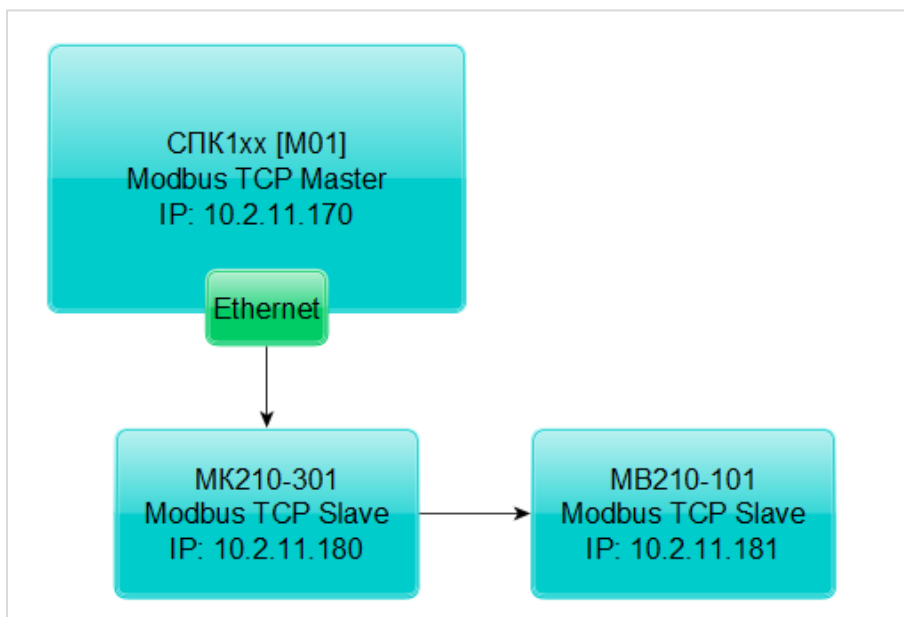 СПК1xx [M01]
Modbus TCP Master
IP: 10.2.11.170
Ethernet
МК210-301
Modbus TCP Slave
IP: 10.2.11.180
МВ210-101
Modbus TCP Slave
IP: 10.2.11.181